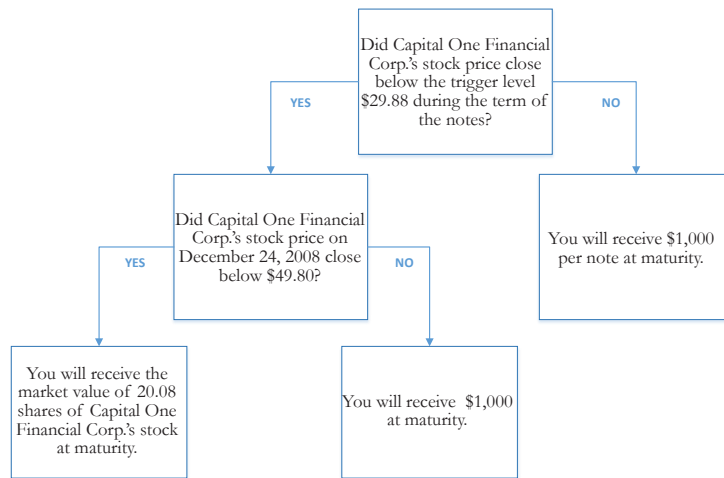 Did Capital One Financial
Corp.'s stock price close
below the trigger level
$29.88 during the term of
the notes?
YES
NO
Did Capital One Financial
Corp.'s stock price on
December 24, 2008 close
below $49.80?
You will receive $1,000
per note at maturity.
YES
NO
You will receive the
market value of 20.08
shares of Capital One
Financial Corp.'s stock
at maturity.
You will receive $1,000
at maturity.